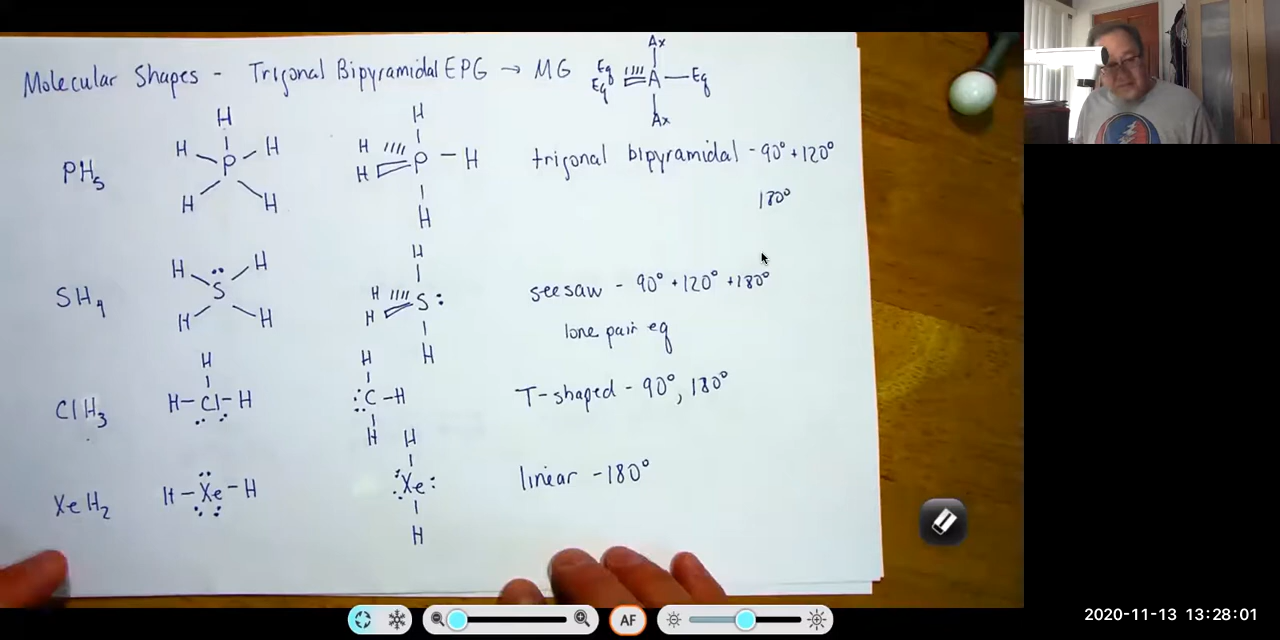 Molecular Shapes - Trigonal Bipyramidal EPG → MG
Ax
Eq
Eq
A
Eq
Ax
PH5
H
H
P
H
H
H
H
H
H
P
H
H
trigonal bipyramidal - 90° + 120°
180°
SH4
H
H
S
H
H
H
H
H
S
H
seesaw - 90° + 120° + 180°
lone pair eq
ClH3
H
H
Cl
H
H
C
H
H
T-shaped - 90°, 180°
XeH2
H
Xe
H
H
Xe
H
linear - 180°
AF
2020-11-13 13:28:01